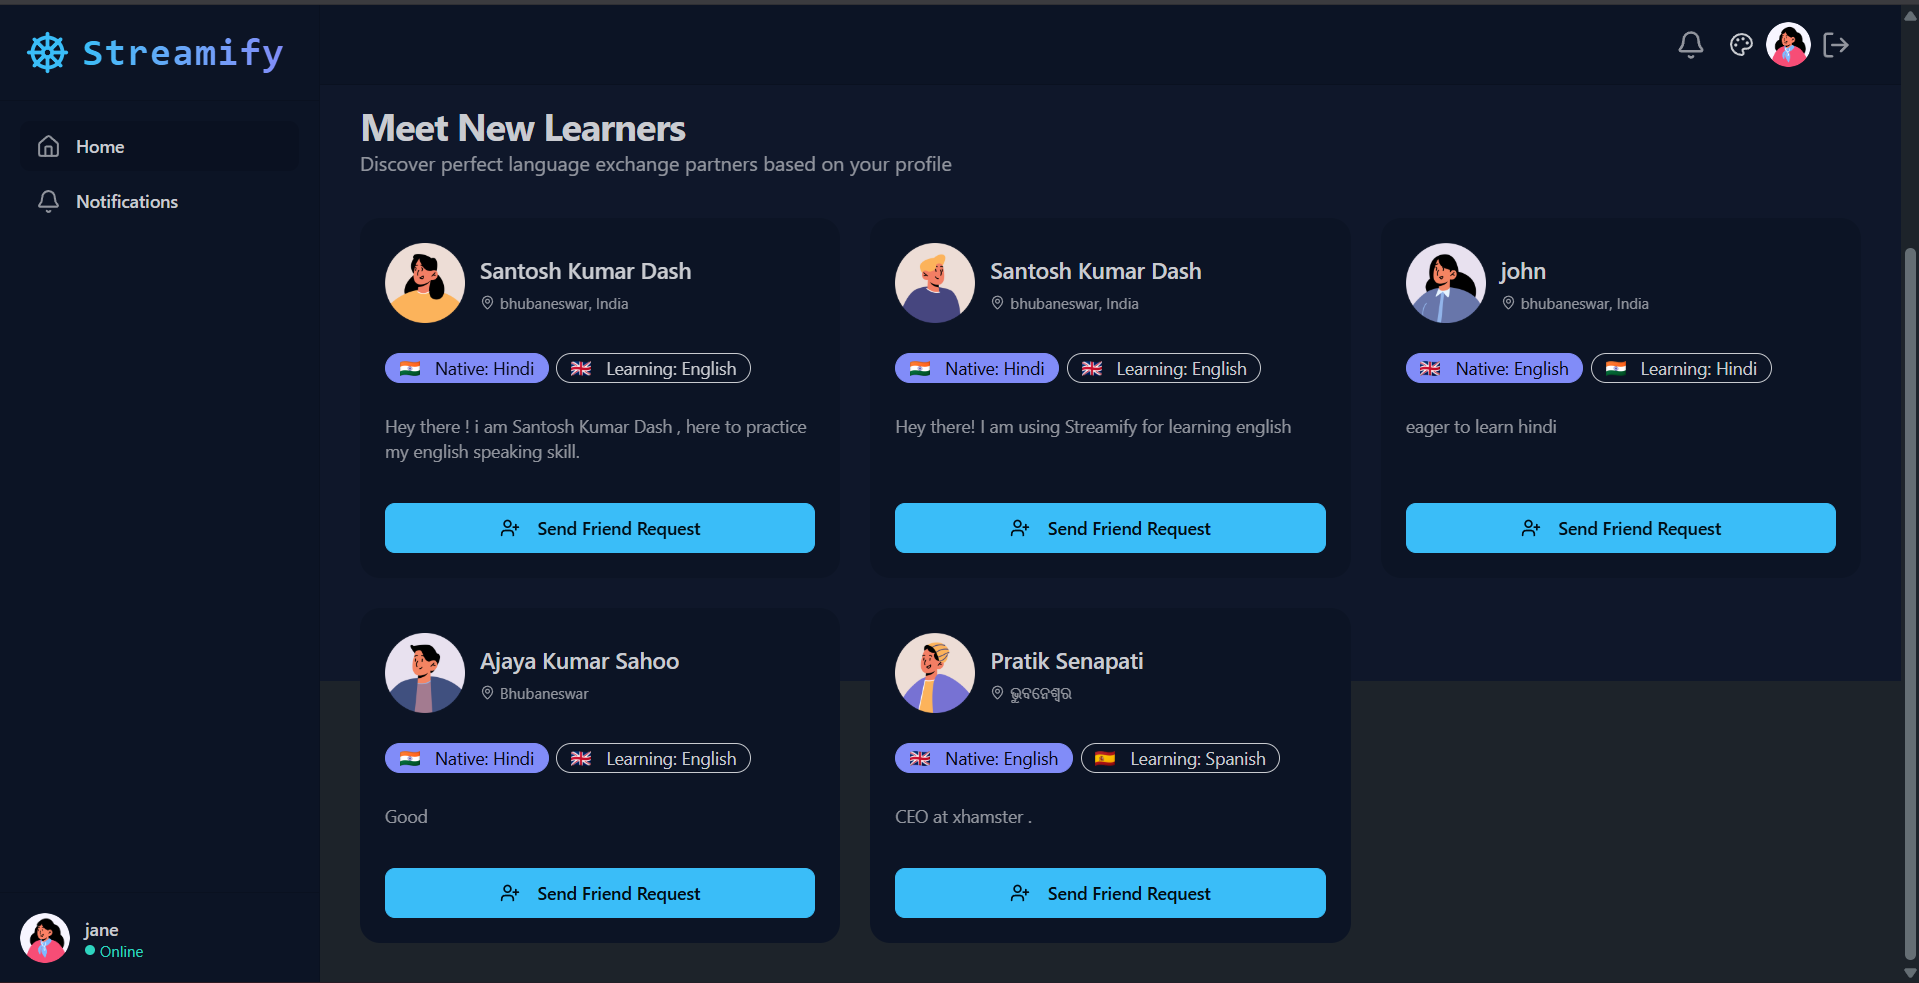 Streamify
Home
Notifications
Meet New Learners
Discover perfect language exchange partners based on your profile
Santosh Kumar Dash
bhubaneswar, India
Native: Hindi
Learning: English
Hey there ! i am Santosh Kumar Dash , here to practice
my english speaking skill.
Send Friend Request
Santosh Kumar Dash
bhubaneswar, India
Native: Hindi
Learning: English
Hey there! I am using Streamify for learning english
Send Friend Request
john
bhubaneswar, India
Native: English
Learning: Hindi
eager to learn hindi
Send Friend Request
Ajaya Kumar Sahoo
Bhubaneswar
Native: Hindi
Learning: English
Good
Send Friend Request
Pratik Senapati
ଭୁବନେଶ୍ୱର
Native: English
Learning: Spanish
CEO at xhamster .
Send Friend Request
jane
Online